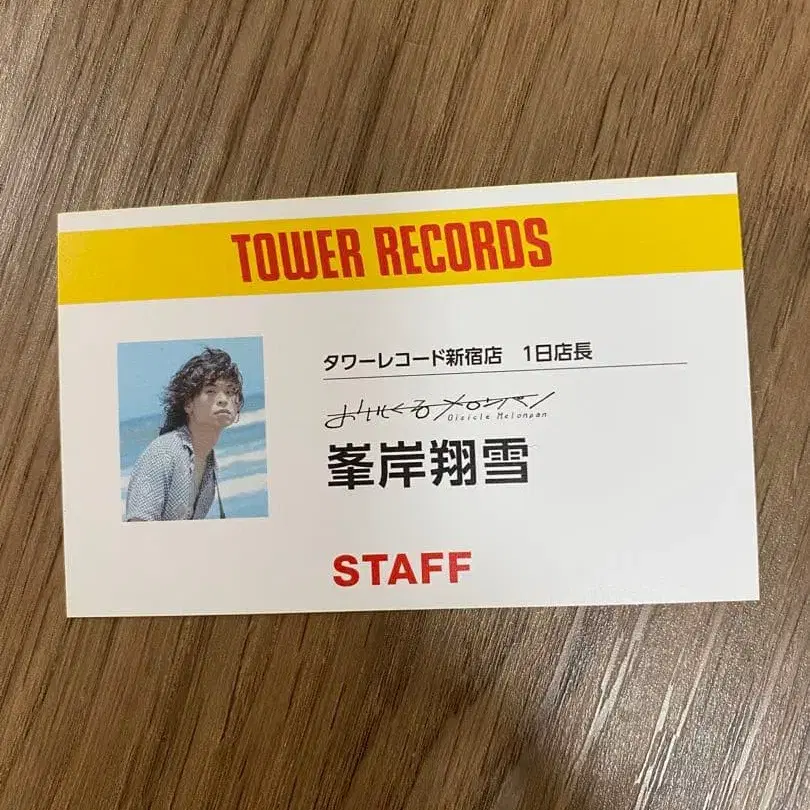 TOWER RECORDS
タワーレコード新宿店　1日店長
おいしくるメロンパン
Oisicle Melonpan
峯岸翔雪
STAFF